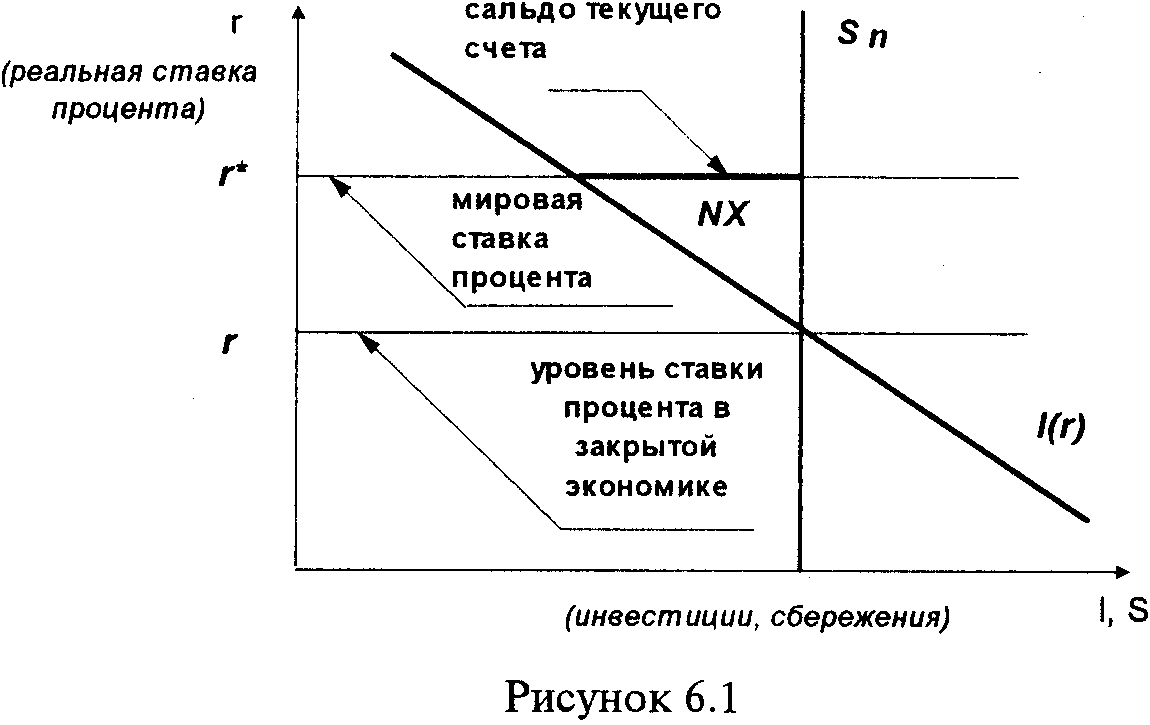 сальдо текущего
счета
r
(реальная ставка
процента)
S n
r*
мировая
ставка
процента
NX
r
уровень ставки
процента в
закрытой
экономике
I(r)
(инвестиции, сбережения)
I, S
Рисунок 6.1